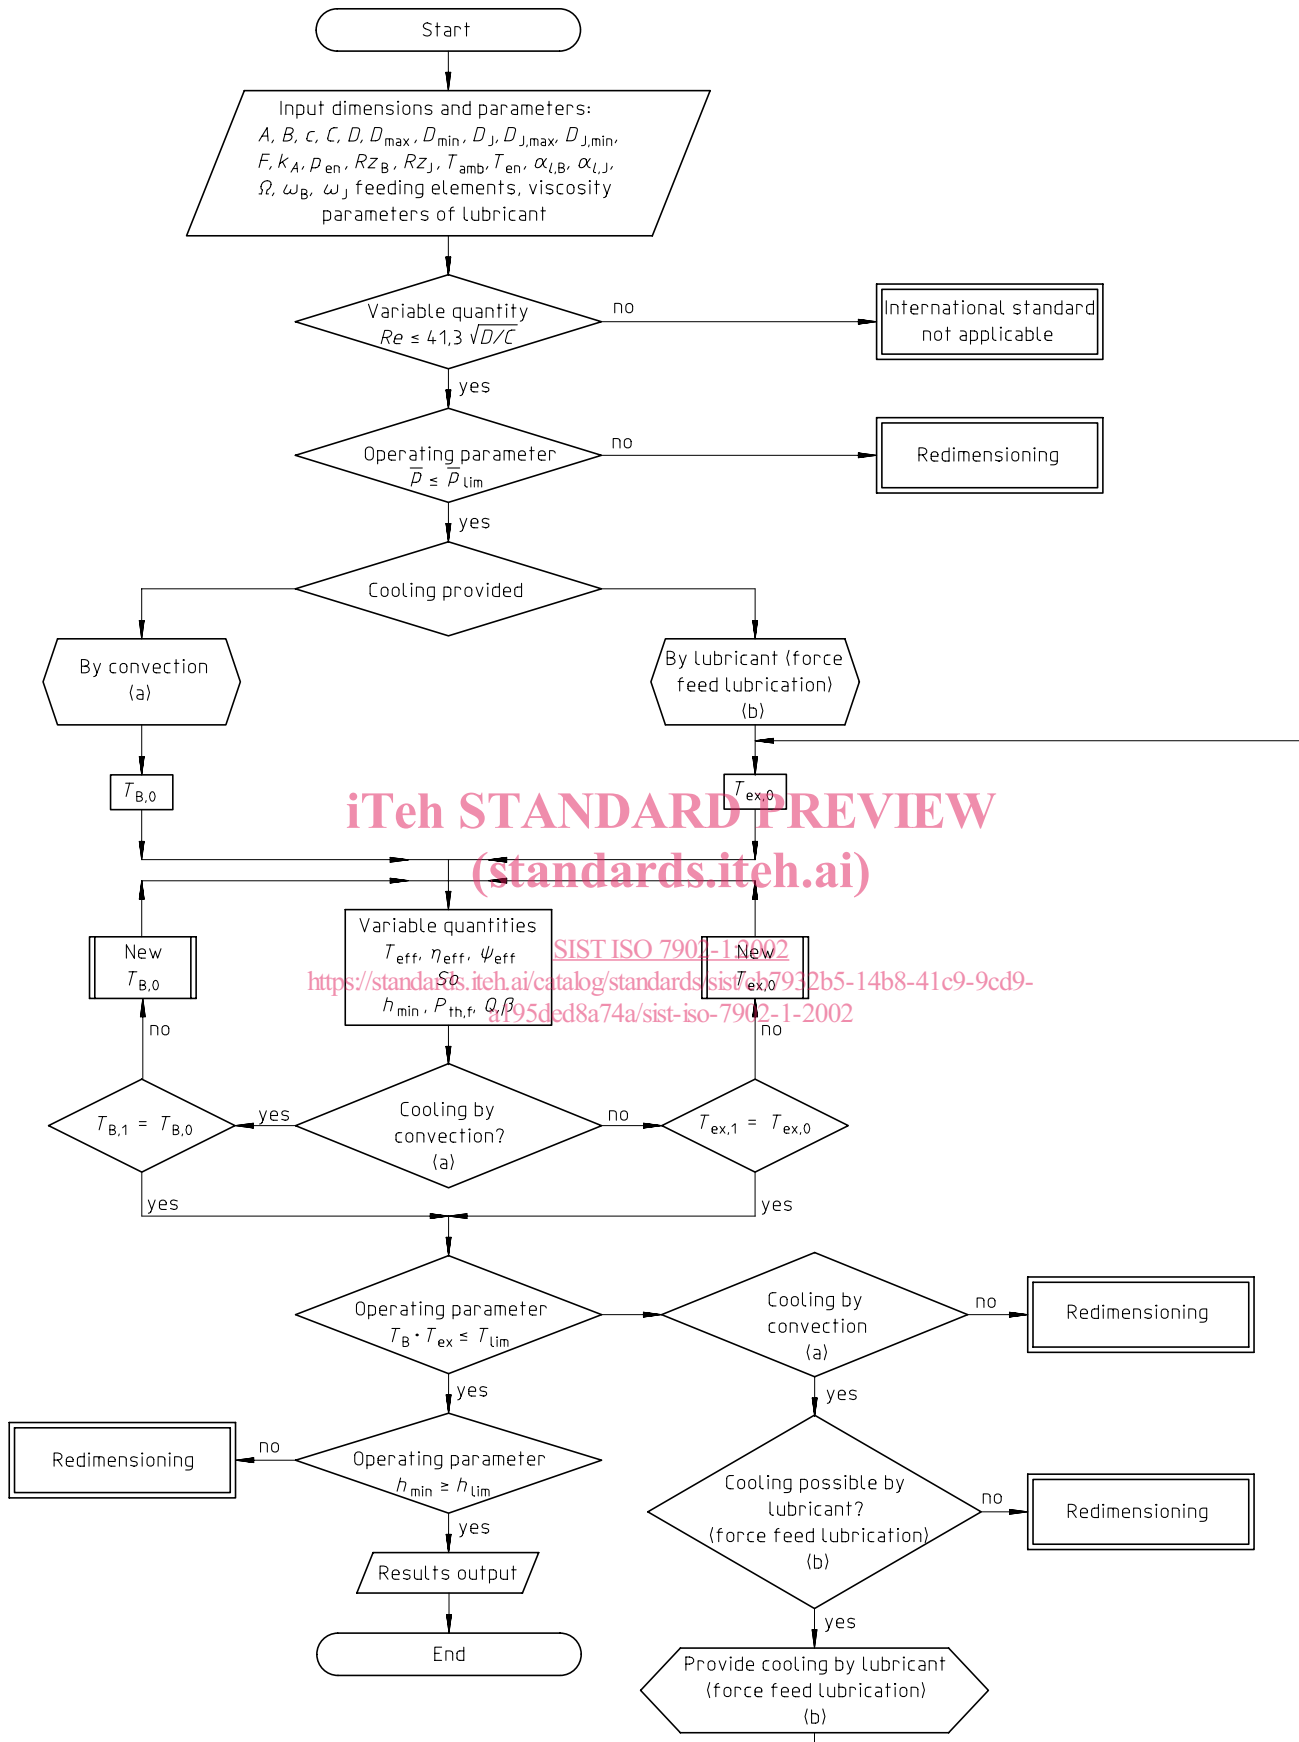 Start
Input dimensions and parameters:
A, B, c, C, D, Dmax, Dmin, DJ, DJ,max, DJ,min,
F, kA, pen, RzB, RzJ, Tamb, Ten, αl,B, αl,J,
Ω, ωB, ωJ feeding elements, viscosity
parameters of lubricant
Variable quantity
Re ≤ 41,3 √D/C
no
International standard
not applicable
yes
Operating parameter
p̅ ≤ p̅lim
no
Redimensioning
yes
Cooling provided
By convection
(a)
By lubricant (force
feed lubrication)
(b)
TB,0
Tex,0
iTeh STANDARD PREVIEW
(standards.iteh.ai)
New
TB,0
Variable quantities
Teff, ηeff, ψeff
So
hmin, Pth,f, Q,β
New
Tex,0
SIST ISO 7902-1:2002
https://standards.iteh.ai/catalog/standards/sist/cb7932b5-14b8-41c9-9cd9-
a195ded8a74a/sist-iso-7902-1-2002
no
no
TB,1 = TB,0
yes
Cooling by
convection?
(a)
no
Tex,1 = Tex,0
yes
yes
Operating parameter
TB · Tex ≤ Tlim
Cooling by
convection
(a)
no
Redimensioning
yes
yes
Redimensioning
no
Operating parameter
hmin ≥ hlim
Cooling possible by
lubricant?
(force feed lubrication)
(b)
no
Redimensioning
yes
Results output
yes
End
Provide cooling by lubricant
(force feed lubrication)
(b)